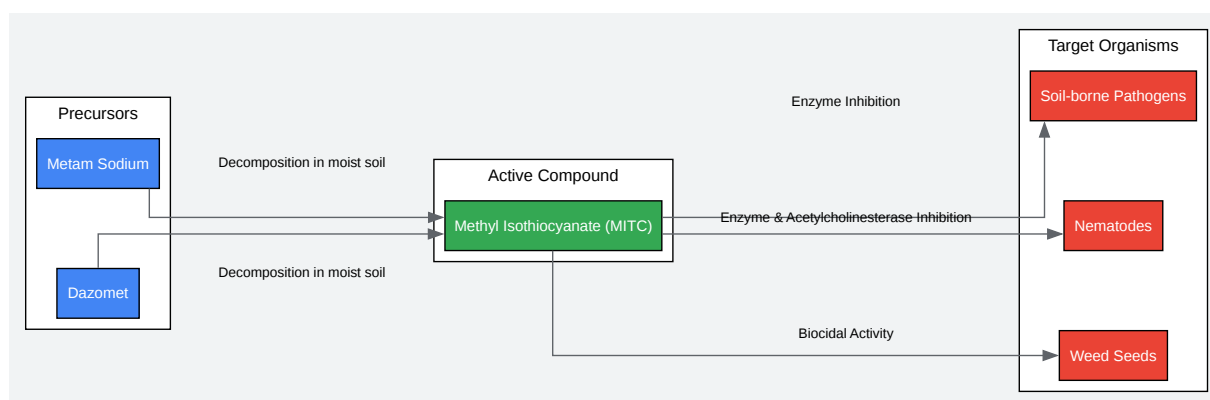 Precursors
Metam Sodium
Dazomet
Decomposition in moist soil
Decomposition in moist soil
Active Compound
Methyl Isothiocyanate (MITC)
Enzyme Inhibition
Enzyme & Acetylcholinesterase Inhibition
Biocidal Activity
Target Organisms
Soil-borne Pathogens
Nematodes
Weed Seeds